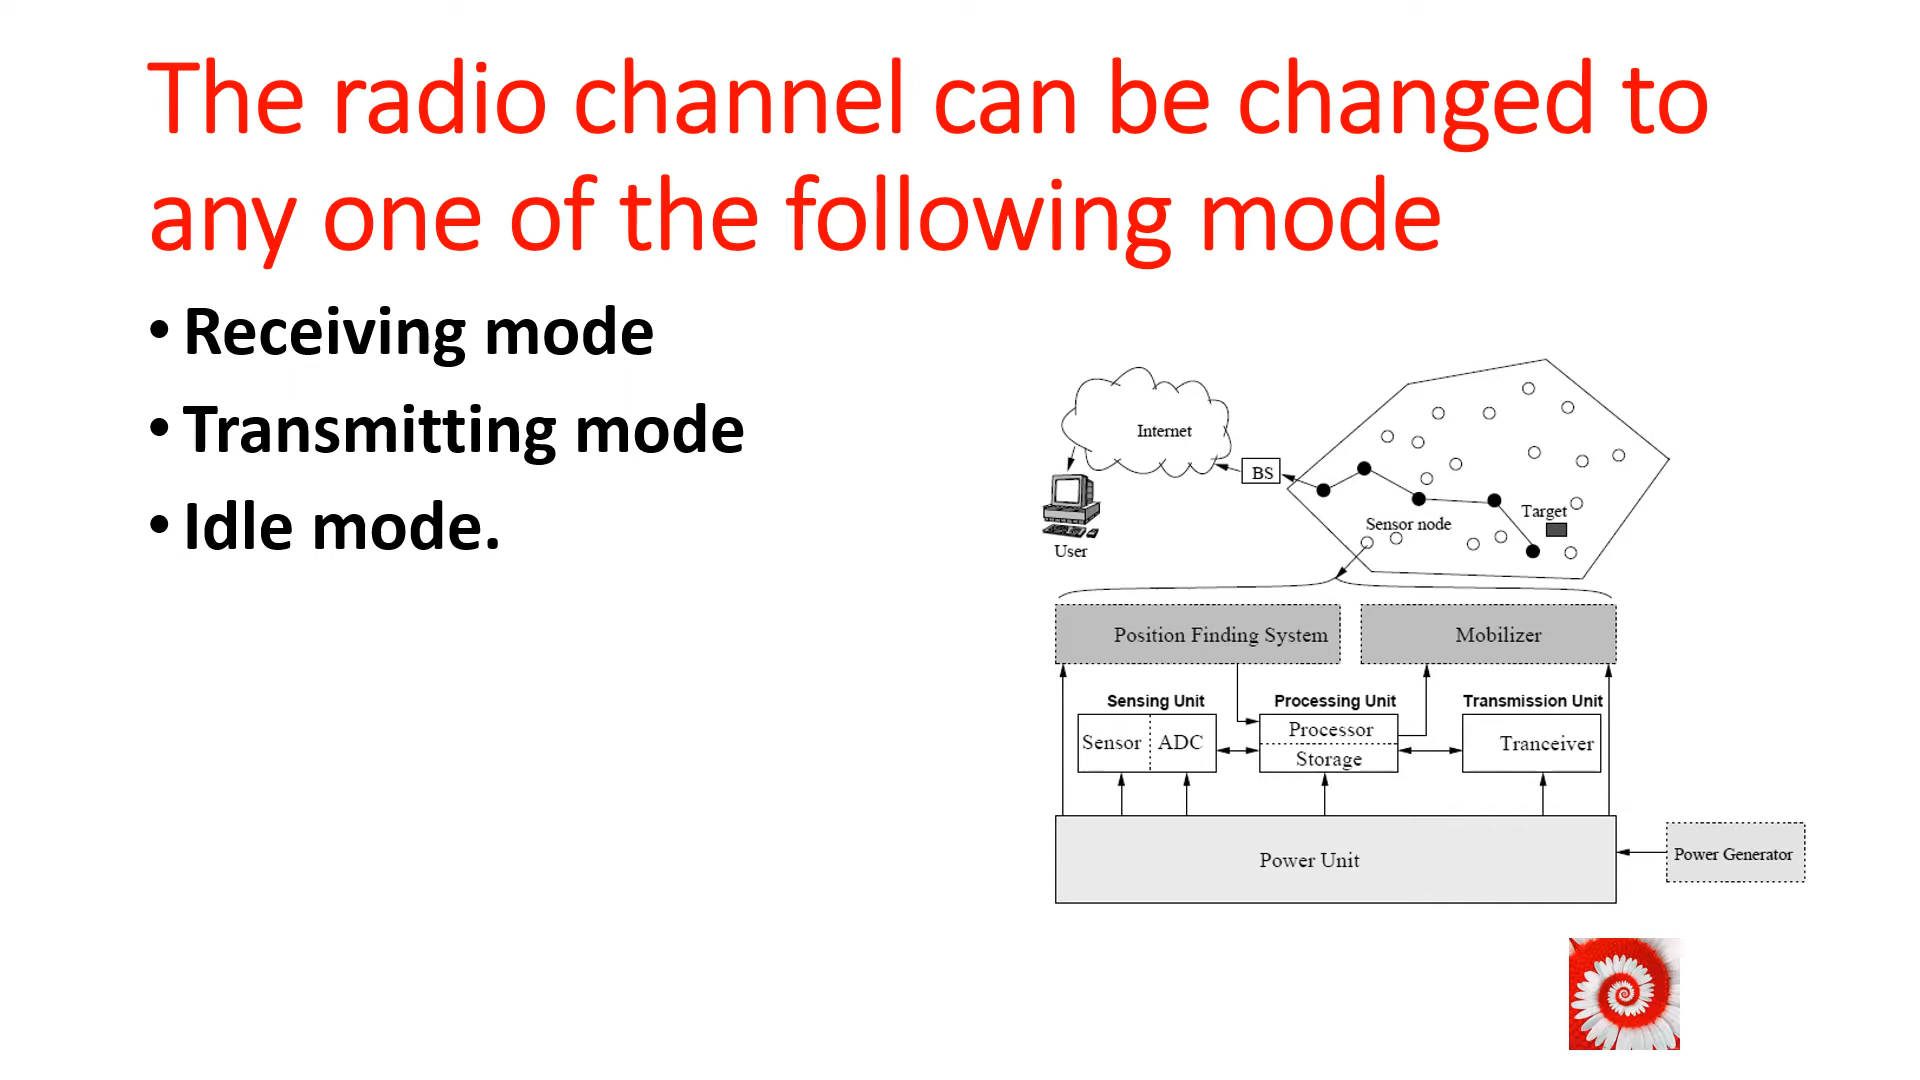 The radio channel can be changed to
any one of the following mode
• Receiving mode
• Transmitting mode
• Idle mode.
Internet
BS
User
Sensor node
Target
Position Finding System
Mobilizer
Sensing Unit
Processing Unit
Transmission Unit
Sensor
ADC
Processor
Storage
Tranceiver
Power Unit
Power Generator